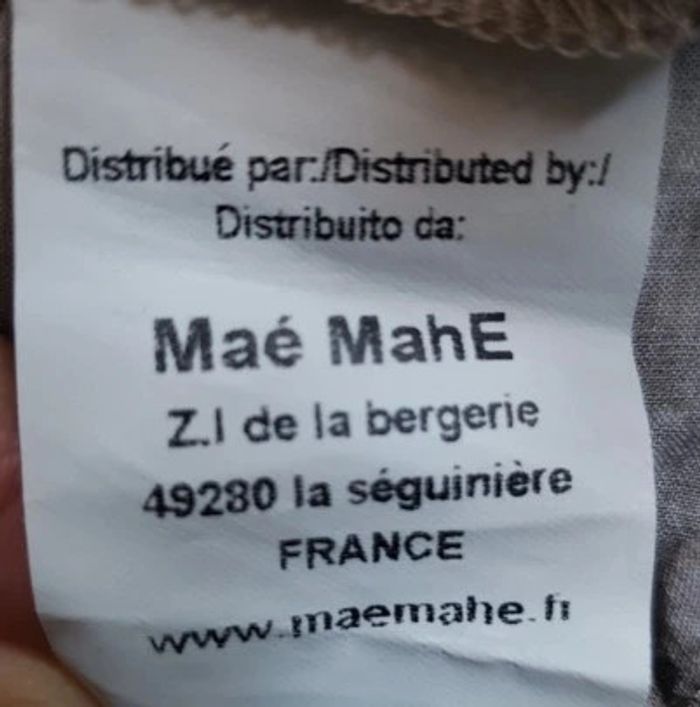 Distribué par:/Distributed by:/
Distribuito da:
Maé MahE
Z.I de la bergerie
49280 la séguinière
FRANCE
www.maemahe.fr